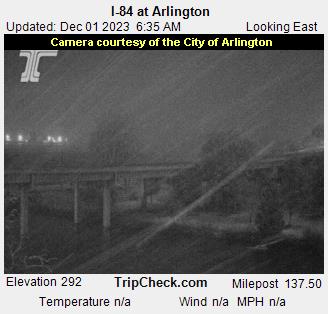 I-84 at Arlington
Updated: Dec 01 2023 6:35 AM Looking East
Camera courtesy of the City of Arlington
Elevation 292 TripCheck.com Milepost 137.50
Temperature n/a Wind n/a MPH n/a